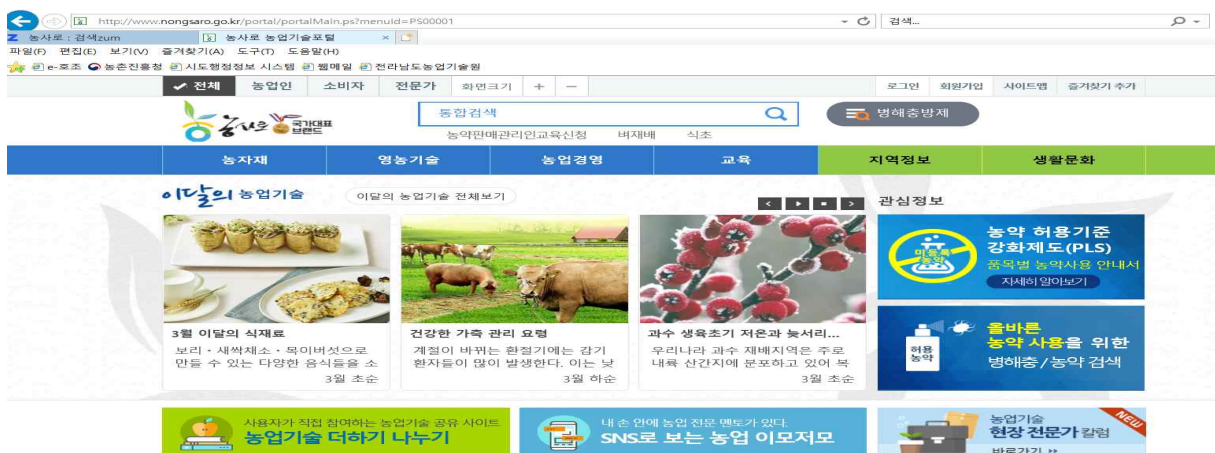 http://www.nongsaro.go.kr/portal/portalMain.ps?menuId=PS00001
검색...
농사로 : 검색zum
농사로 농업기술포털
파일(F) 편집(E) 보기(V) 즐겨찾기(A) 도구(T) 도움말(H)
e-호조 농촌진흥청 시도행정정보 시스템 웹메일 전라남도농업기술원
전체 농업인 소비자 전문가 화면크기 + -
로그인 회원가입 사이트맵 즐겨찾기 추가
농사로 국가대표 브랜드
통합검색
병해충방제
농약판매관리인교육신청 벼재배 식초
농자재 영농기술 농업경영 교육 지역정보 생활문화
이달의 농업기술
이달의 농업기술 전체보기
관심정보
3월 이달의 식재료
보리・새싹채소・목이버섯으로
만들 수 있는 다양한 음식들을 소
3월 초순
건강한 가축 관리 요령
계절이 바뀌는 환절기에는 감기
환자들이 많이 발생한다. 이는 낮
3월 하순
과수 생육초기 저온과 늦서리...
우리나라 과수 재배지역은 주로
내륙 산간지에 분포하고 있어 복
3월 초순
미등록 농약
농약 허용기준
강화제도(PLS)
품목별 농약사용 안내서
자세히 알아보기
허용
농약
올바른
농약 사용을 위한
병해충/농약 검색
사용자가 직접 참여하는 농업기술 공유 사이트
농업기술 더하기 나누기
내 손 안에 농업 전문 멘토가 있다.
SNS로 보는 농업 이모저모
농업기술
현장 전문가 칼럼
바로가기 »
NEW